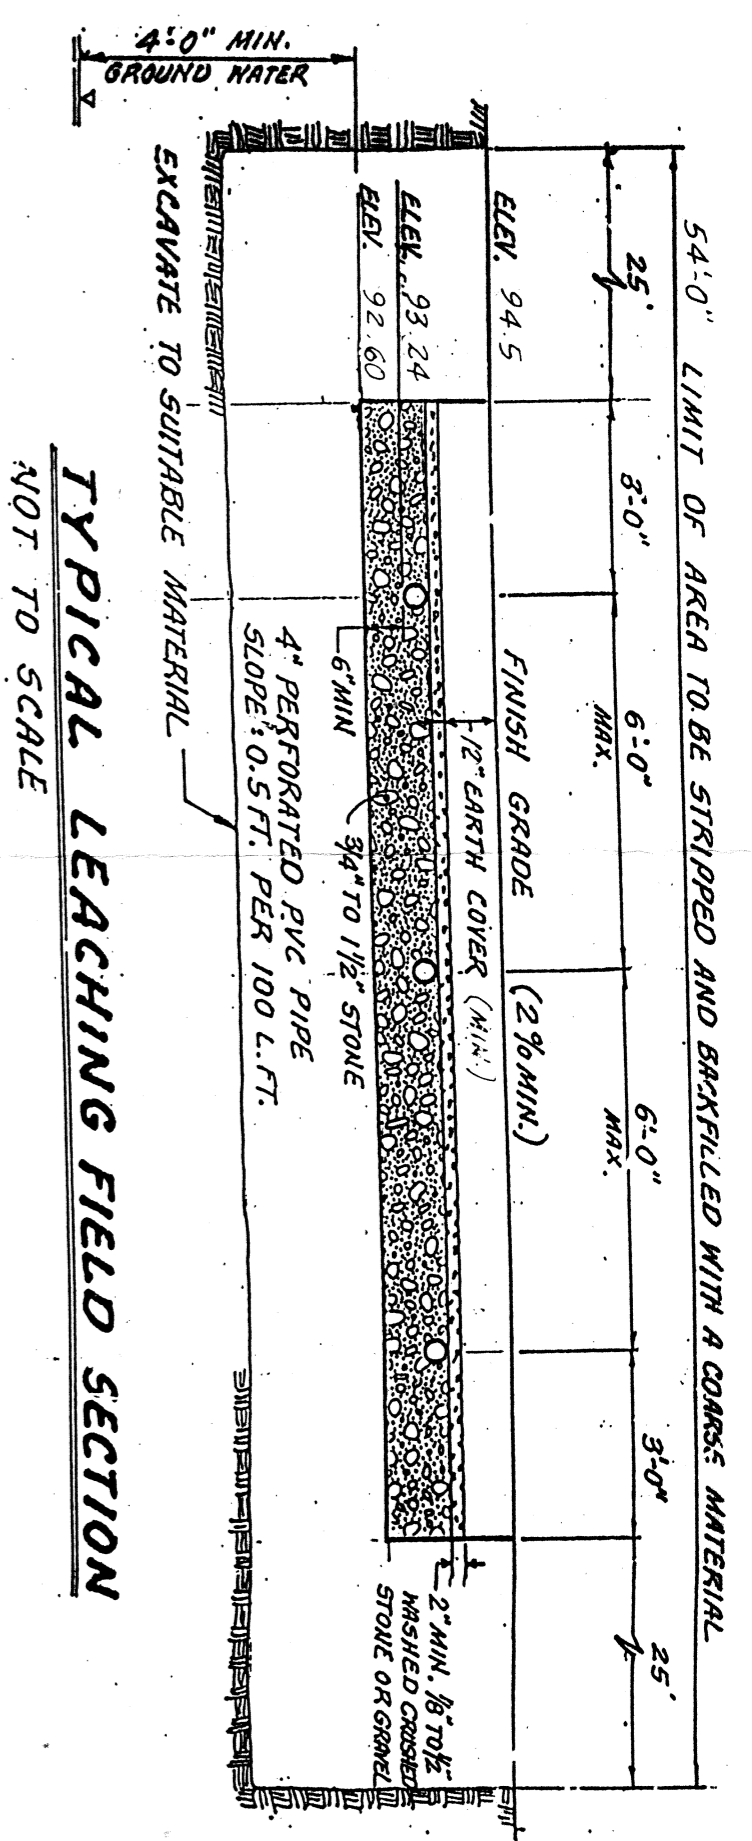 54'-0" LIMIT OF AREA TO BE STRIPPED AND BACKFILLED WITH A COARSE MATERIAL
25' 3'-0" 6'-0" 6'-0" 3'-0" 25'
MAX. MAX.
ELEV. 94.5 FINISH GRADE (2% MIN.)
12" EARTH COVER (MIN.)
ELEV. 93.24
ELEV. 92.60
2" MIN. 1/8" TO 1/2"
WASHED CRUSHED
STONE OR GRAVEL
4'-0" MIN.
GROUND WATER
6" MIN
3/4" TO 1 1/2" STONE
4" PERFORATED PVC PIPE
SLOPE: 0.5 FT. PER 100 L.FT.
EXCAVATE TO SUITABLE MATERIAL
TYPICAL LEACHING FIELD SECTION
NOT TO SCALE